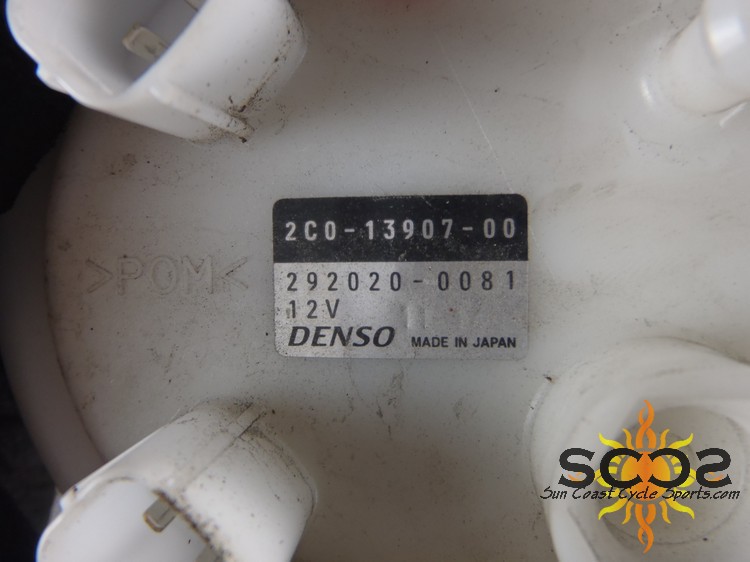 2C0-13907-00
>POM<
292020-0081
12V
DENSO MADE IN JAPAN
SCCS
Sun Coast Cycle Sports.com